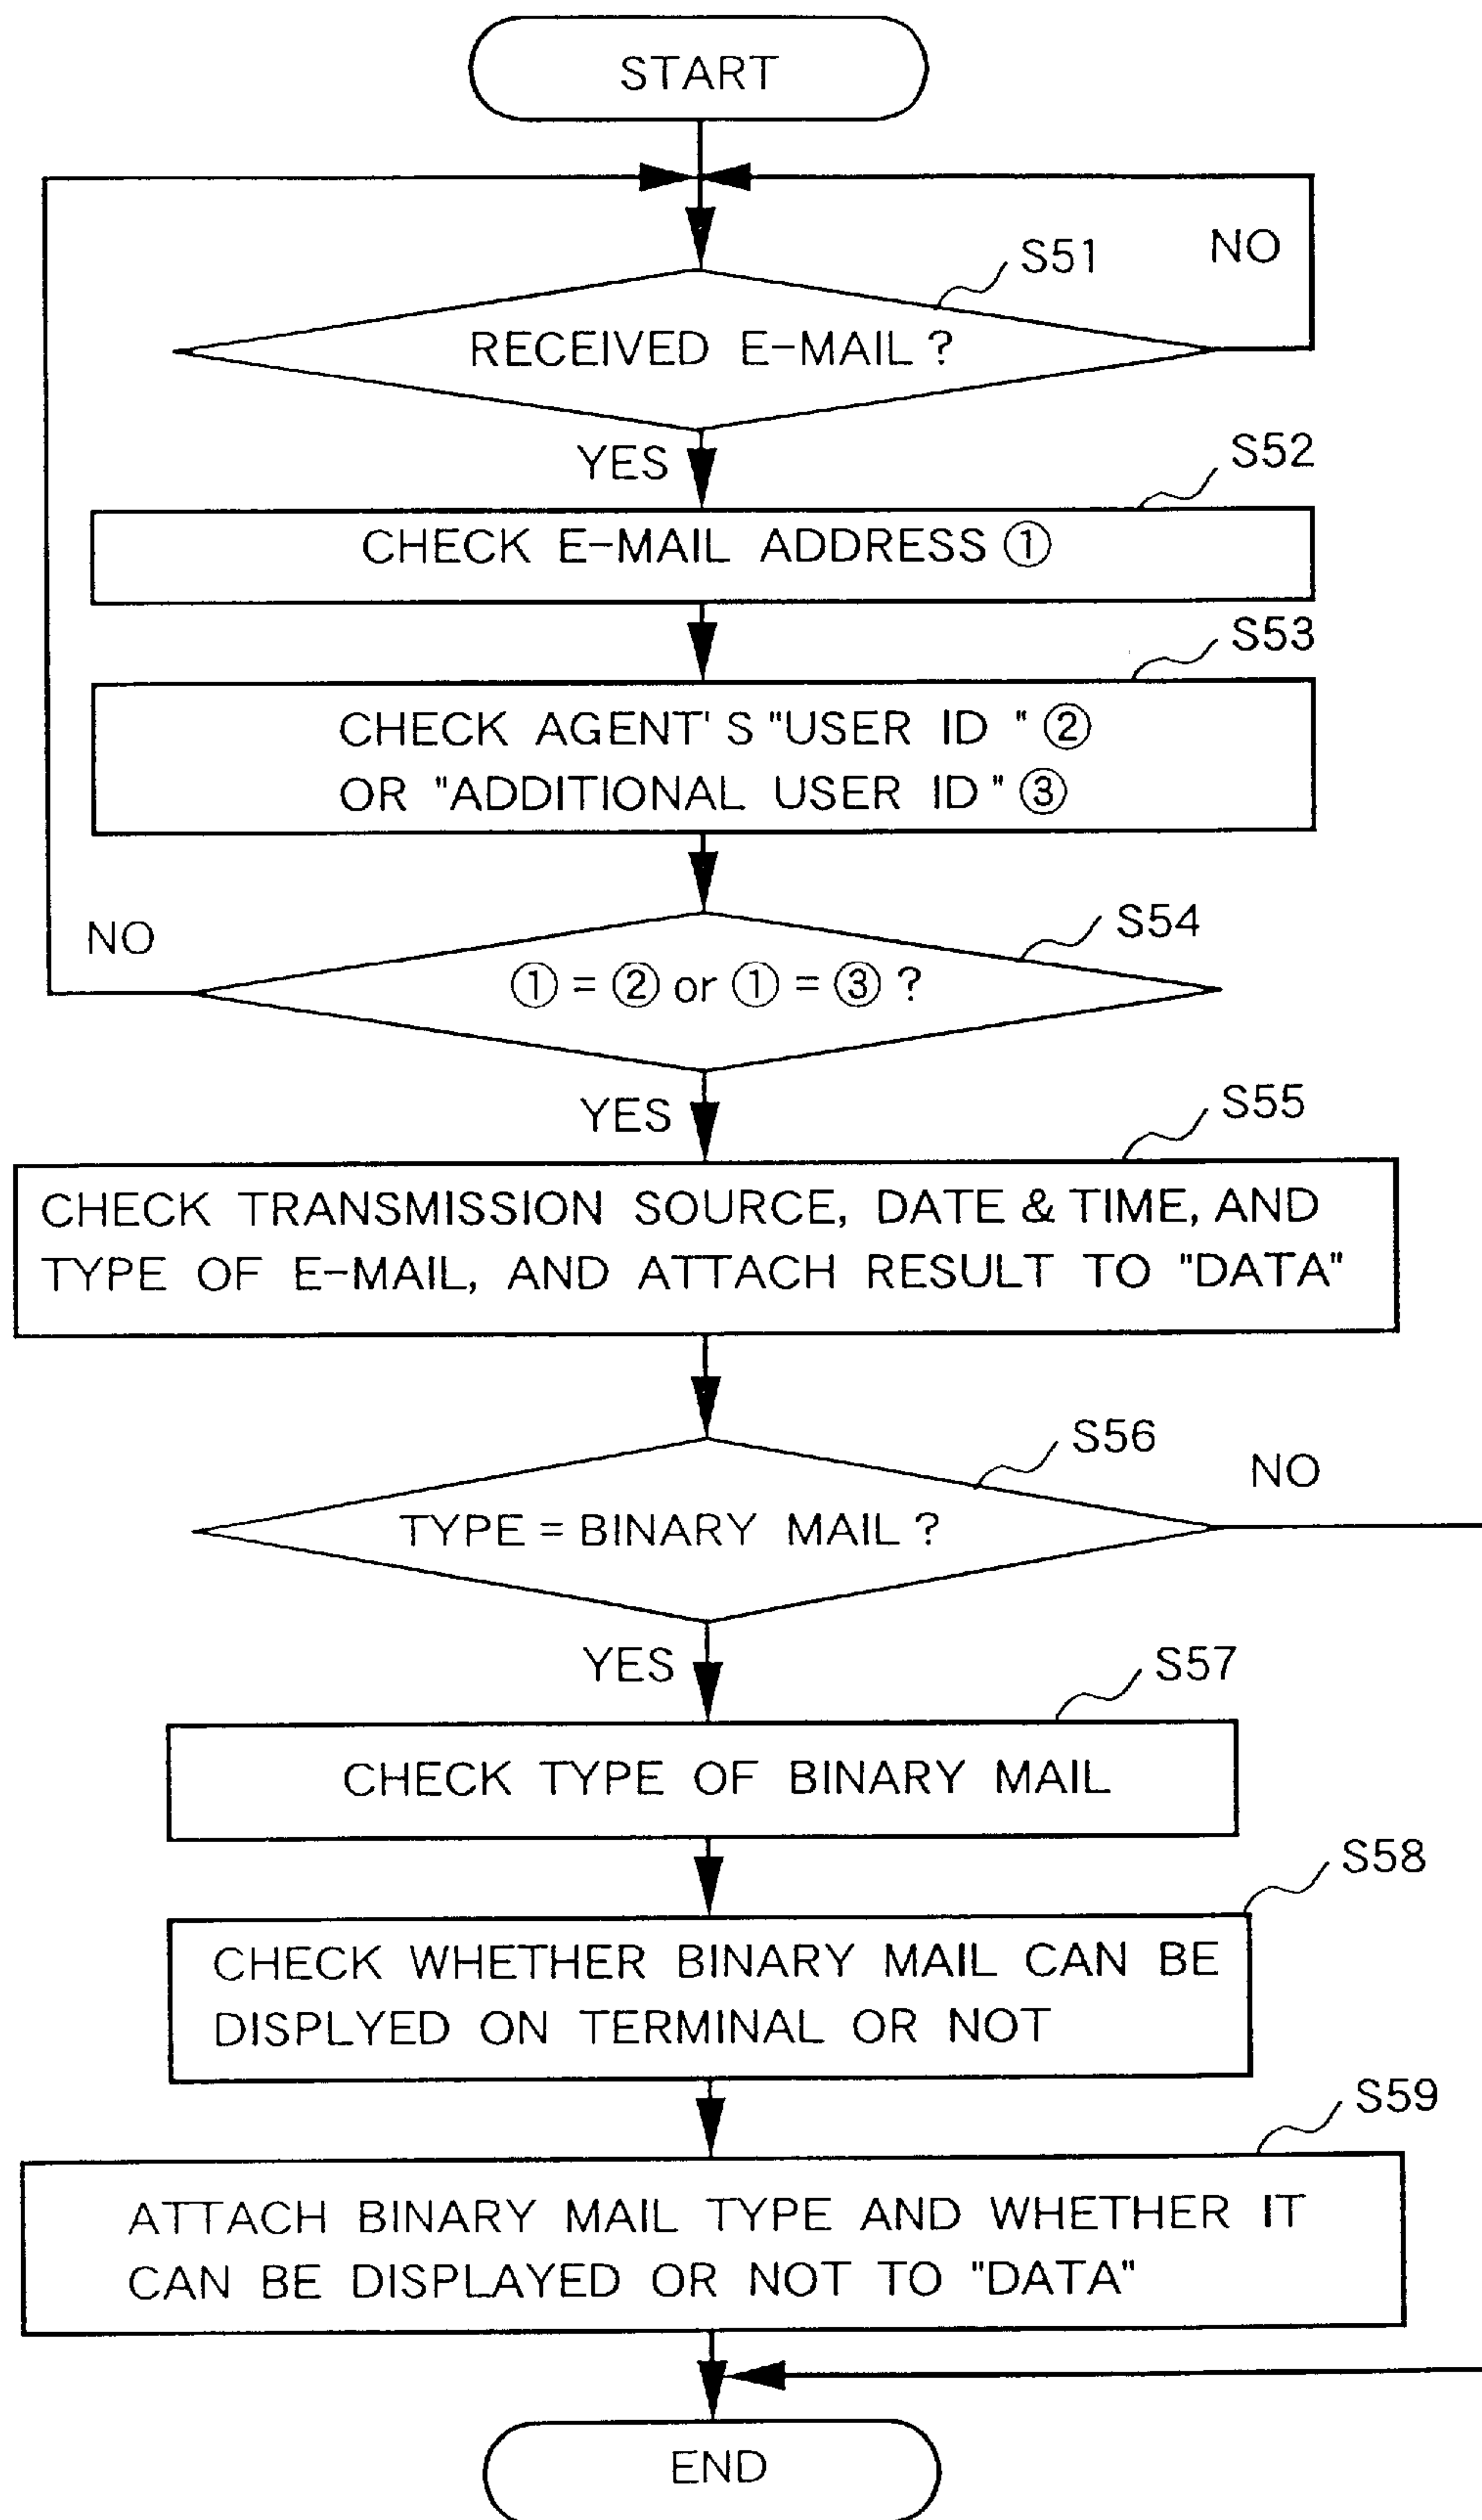 START
NO
S51
RECEIVED E-MAIL ?
YES
S52
CHECK E-MAIL ADDRESS ①
S53
CHECK AGENT'S "USER ID" ②
OR "ADDITIONAL USER ID" ③
NO
S54
① = ② or ① = ③ ?
YES
S55
CHECK TRANSMISSION SOURCE, DATE & TIME, AND
TYPE OF E-MAIL, AND ATTACH RESULT TO "DATA"
S56
NO
TYPE = BINARY MAIL ?
YES
S57
CHECK TYPE OF BINARY MAIL
S58
CHECK WHETHER BINARY MAIL CAN BE
DISPLYED ON TERMINAL OR NOT
S59
ATTACH BINARY MAIL TYPE AND WHETHER IT
CAN BE DISPLAYED OR NOT TO "DATA"
END